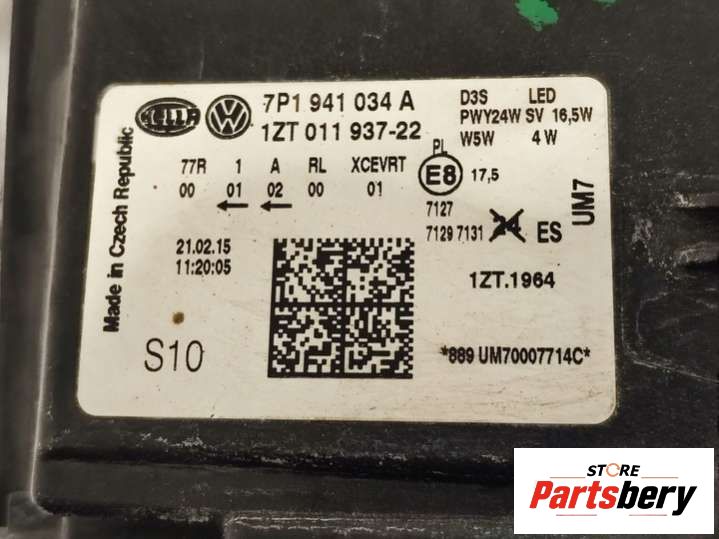 HELLA
7P1 941 034 A
1ZT 011 937-22
D3S LED
PWY24W SV 16,5W
W5W 4W
77R 1 A RL XCEVRT
00 01 02 00 01
PL
E8 17,5
7127
7129 7131 ES
UM7
Made in Czech Republic
21.02.15
11:20:05
1ZT.1964
S10
*889 UM70007714C*
STORE
Partsbery